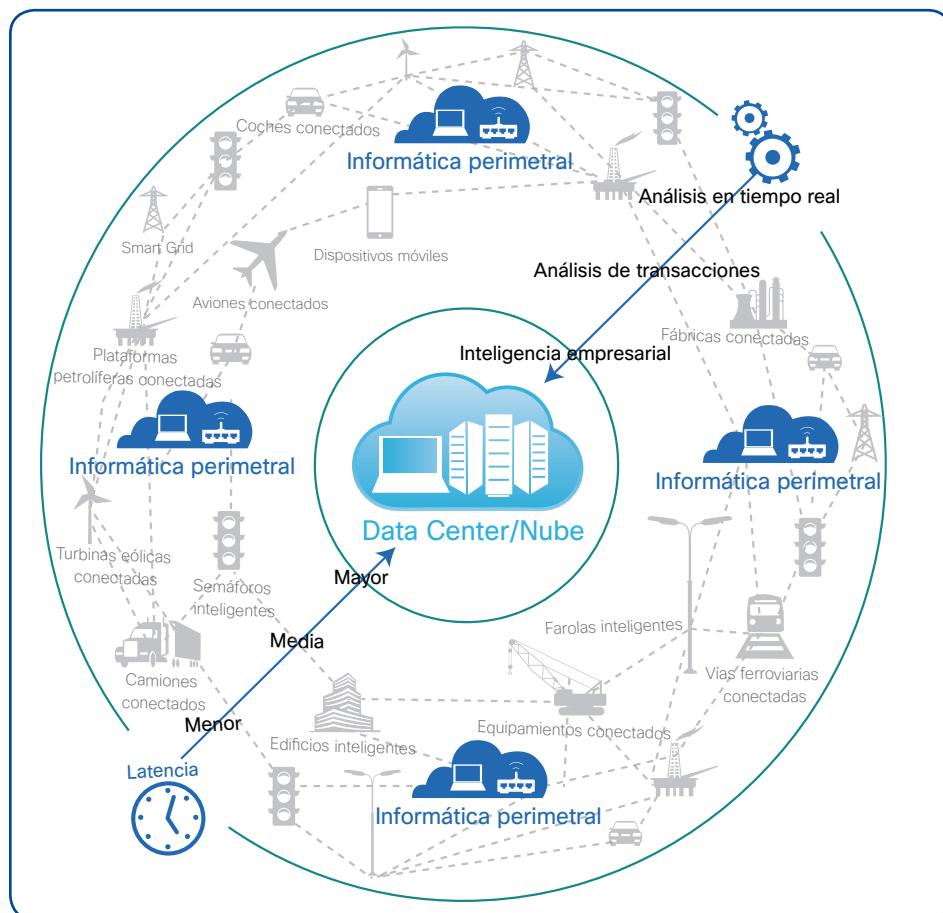 Coches conectados
Informática perimetral
Análisis en tiempo real
Smart Grid
Dispositivos móviles
Análisis de transacciones
Aviones conectados
Fábricas conectadas
Inteligencia empresarial
Plataformas
petrolíferas conectadas
Informática perimetral
Informática perimetral
Data Center/Nube
Turbinas eólicas
conectadas
Mayor
Semáforos
inteligentes
Media
Farolas inteligentes
Vías ferroviarias
conectadas
Camiones
conectados
Menor
Equipamientos conectados
Edificios inteligentes
Latencia
Informática perimetral